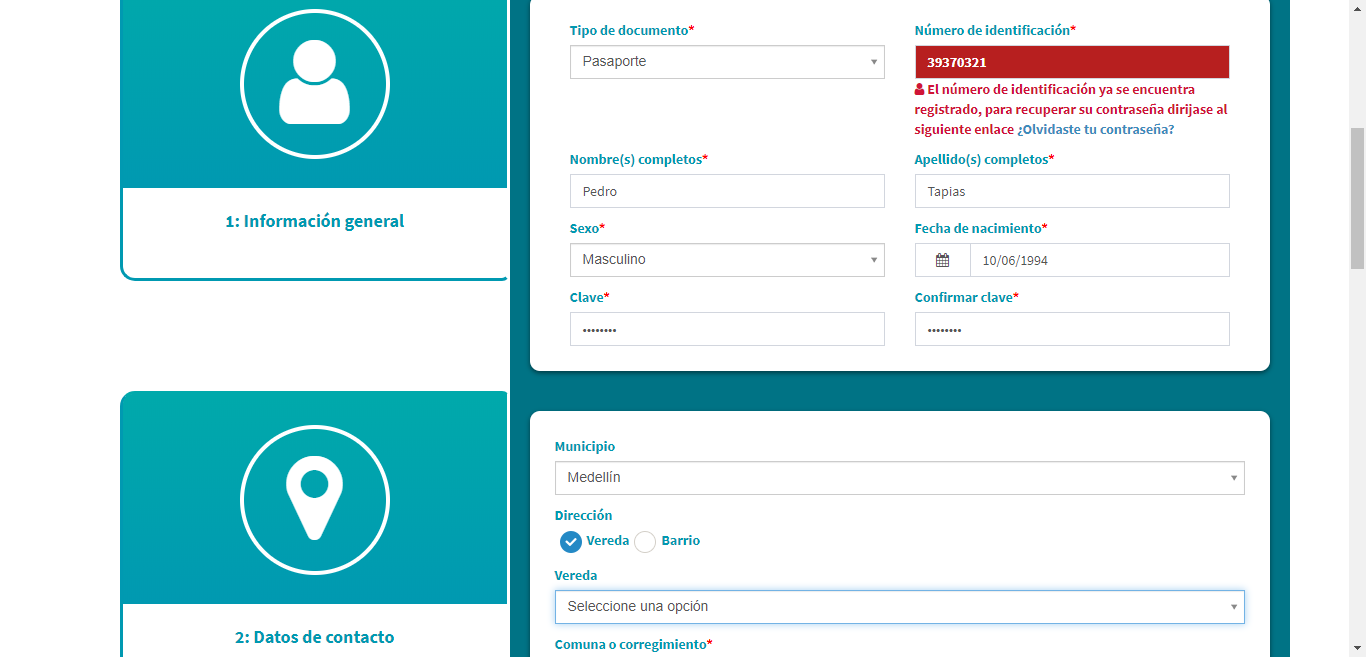 Tipo de documento*
Número de identificación*
Pasaporte
39370321
El número de identificación ya se encuentra
registrado, para recuperar su contraseña dirijase al
siguiente enlace ¿Olvidaste tu contraseña?
Nombre(s) completos*
Apellido(s) completos*
Pedro
Tapias
1: Información general
Sexo*
Fecha de nacimiento*
Masculino
10/06/1994
Clave*
Confirmar clave*
••••••••
••••••••
Municipio
Medellín
Dirección
Vereda
Barrio
Vereda
Seleccione una opción
2: Datos de contacto
Comuna o corregimiento*